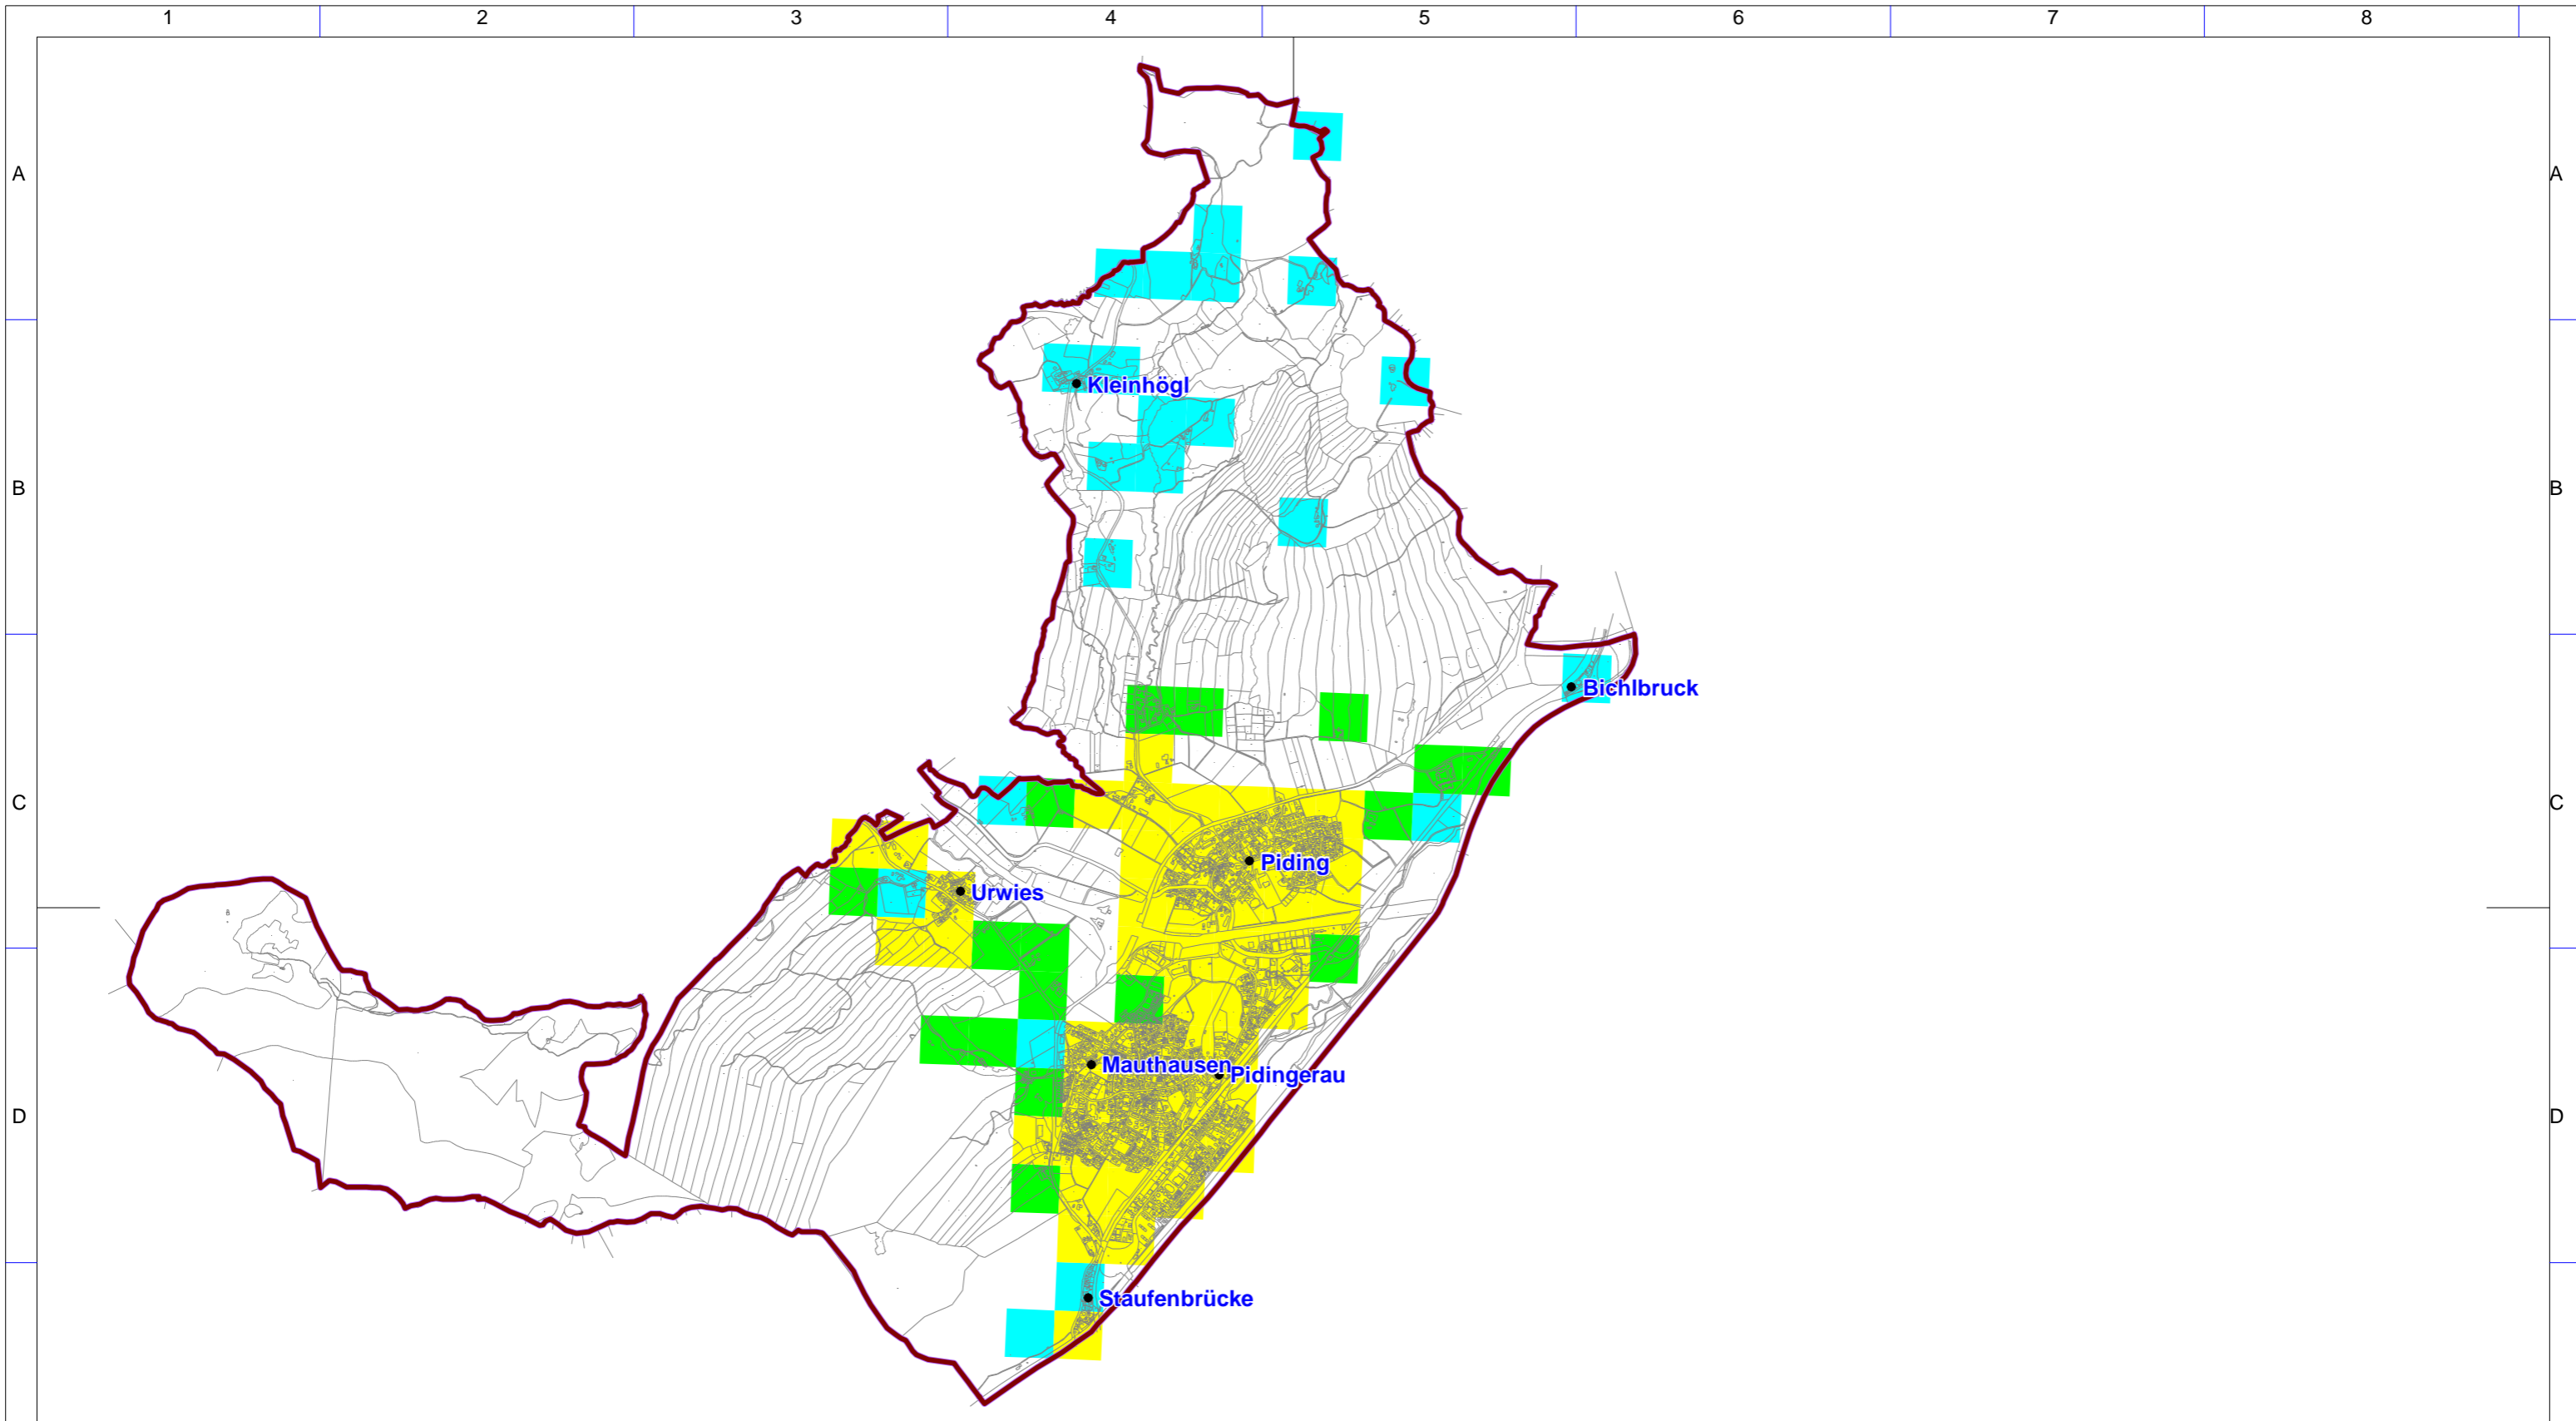 1 2 3 4 5 6 7 8
A A
Kleinhögl
B B
Bichlbruck
C C
Piding
Urwies
Mauthausen
Pidingerau
D D
Staufenbrücke